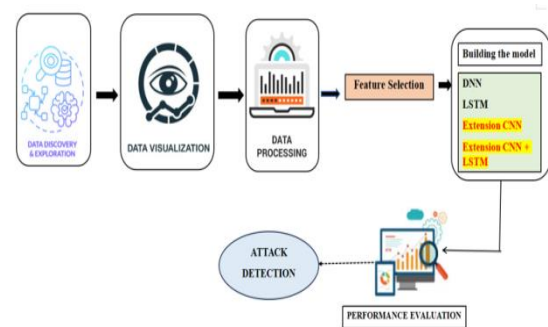 DATA DISCOVERY
& EXPLORATION
DATA VISUALIZATION
DATA
PROCESSING
Feature Selection
Building the model
DNN
LSTM
Extension CNN
Extension CNN +
LSTM
ATTACK
DETECTION
PERFORMANCE EVALUATION